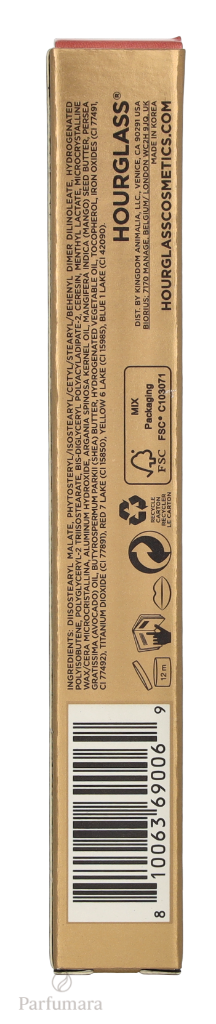 INGREDIENTS: DIISOSTEARYL MALATE, PHYTOSTERYL/ISOSTEARYL/CETYL/STEARYL/BEHENYL DIMER DILINOLEATE, HYDROGENATED
POLYISOBUTENE, POLYGLYCERYL-2 TRIISOSTEARATE, BIS-DIGLYCERYL POLYACYLADIPATE-2, CERESIN, MENTHYL LACTATE, MICROCRYSTALLINE
WAX/CERA MICROCRISTALLINA, ALUMINUM HYDROXIDE, ARGANIA SPINOSA KERNEL OIL, MANGIFERA INDICA (MANGO) SEED BUTTER, PERSEA
GRATISSIMA (AVOCADO) OIL, BUTYROSPERMUM PARKII (SHEA) BUTTER, HYDROGENATED VEGETABLE OIL, TOCOPHEROL, IRON OXIDES (CI 77491,
CI 77492), TITANIUM DIOXIDE (CI 77891), RED 7 LAKE (CI 15850), YELLOW 6 LAKE (CI 15985), BLUE 1 LAKE (CI 42090).
HOURGLASS®
DIST. BY KINGDOM ANIMALIA, LLC., VENICE, CA 90291 USA
BIORIUS, 7170 MANAGE, BELGIUM/ LONDON WC2H 9JQ, UK
MADE IN KOREA
HOURGLASSCOSMETICS.COM
MIX
Packaging
FSC® C103071
FSC
RECYCLE
CARTON
RECYCLER
LE CARTON
12 m
8 10063 69006 9
Parfumara